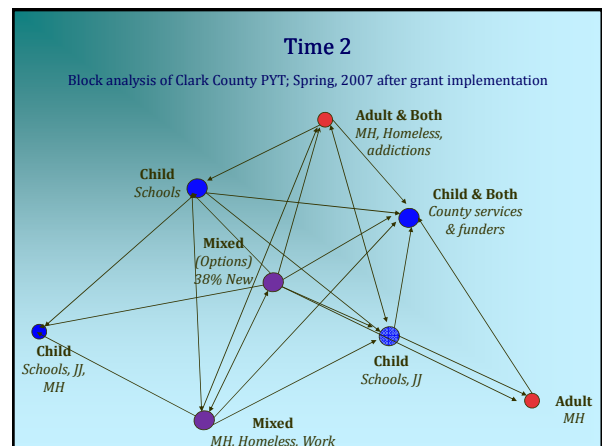 Time 2
Block analysis of Clark County PYT; Spring, 2007 after grant implementation
Adult & Both
MH, Homeless,
addictions
Child
Schools
Child & Both
County services
& funders
Mixed
(Options)
38% New
Child
Schools, JJ,
MH
Child
Schools, JJ
Adult
MH
Mixed
MH, Homeless, Work